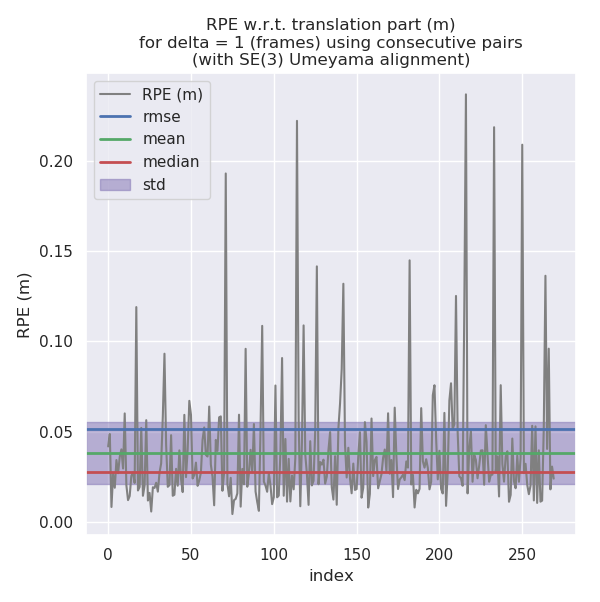 RPE w.r.t. translation part (m)
for delta = 1 (frames) using consecutive pairs
(with SE(3) Umeyama alignment)
RPE (m)
rmse
mean
median
std
RPE (m)
0.20
0.15
0.10
0.05
0.00
0 50 100 150 200 250
index